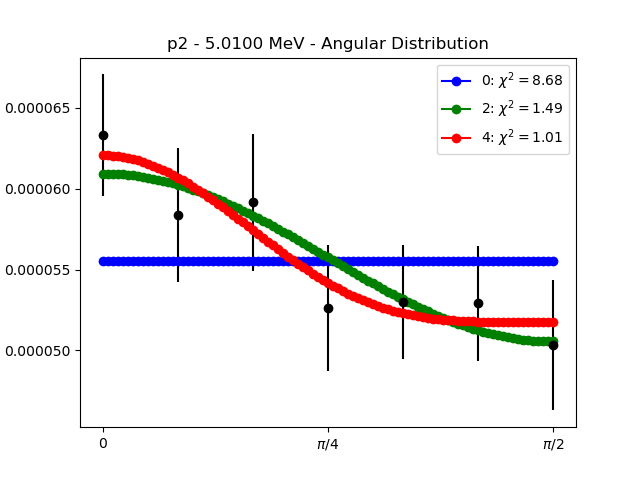 p2 - 5.0100 MeV - Angular Distribution
0: χ² = 8.68
2: χ² = 1.49
4: χ² = 1.01
0.000065
0.000060
0.000055
0.000050
0
π/4
π/2